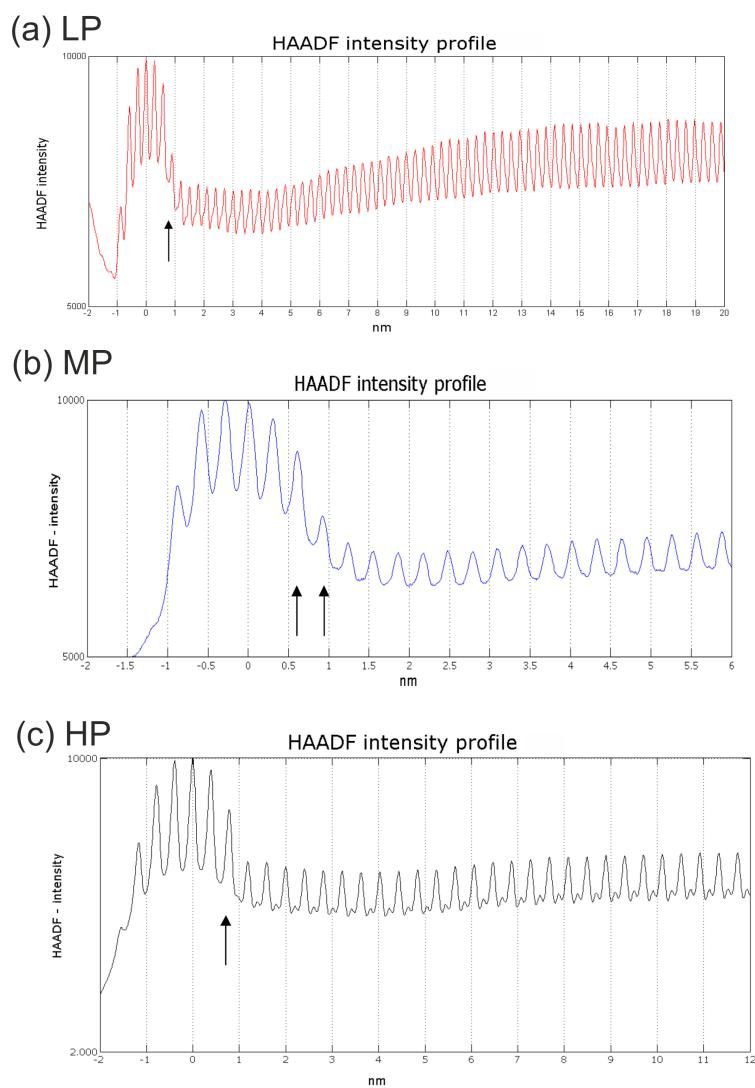 (a) LP
HAADF intensity profile
10000
HAADF intensity
5000
-2 -1 0 1 2 3 4 5 6 7 8 9 10 11 12 13 14 15 16 17 18 19 20
nm
(b) MP
HAADF intensity profile
10000
HAADF - intensity
5000
-2 -1.5 -1 -0.5 0 0.5 1 1.5 2 2.5 3 3.5 4 4.5 5 5.5 6
nm
(c) HP
HAADF intensity profile
10000
HAADF - intensity
2.000
-2 -1 0 1 2 3 4 5 6 7 8 9 10 11 12
nm